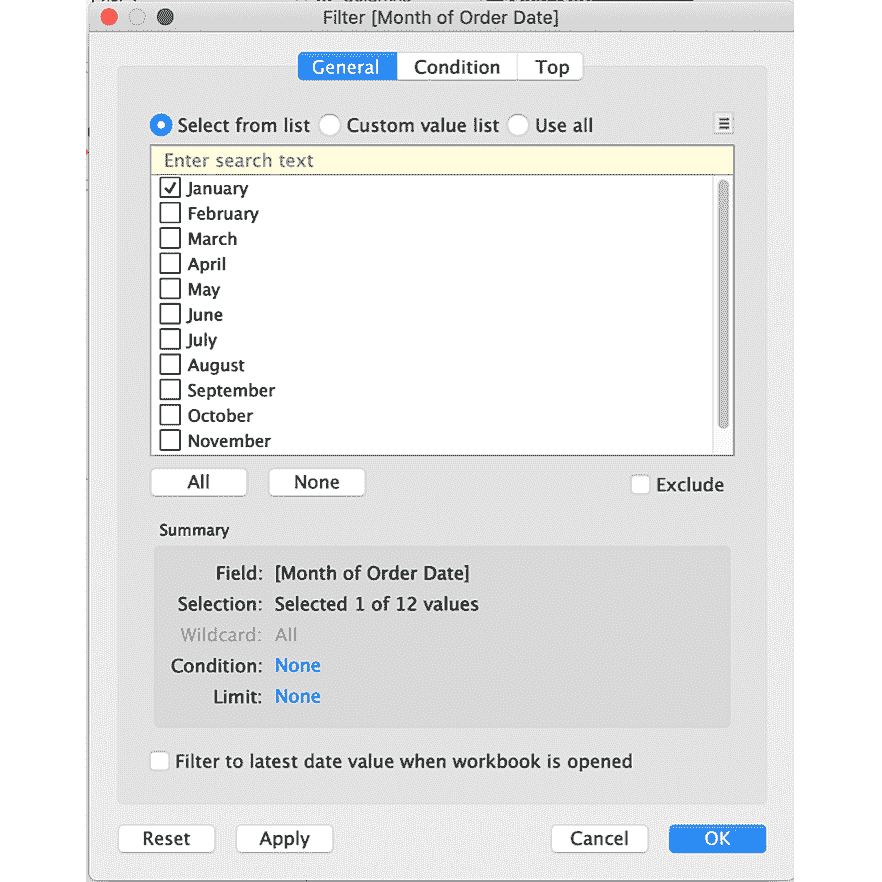 Filter [Month of Order Date]
General Condition Top
Select from list Custom value list Use all
Enter search text
January
February
March
April
May
June
July
August
September
October
November
All None Exclude
Summary
Field: [Month of Order Date]
Selection: Selected 1 of 12 values
Wildcard: All
Condition: None
Limit: None
Filter to latest date value when workbook is opened
Reset Apply Cancel OK